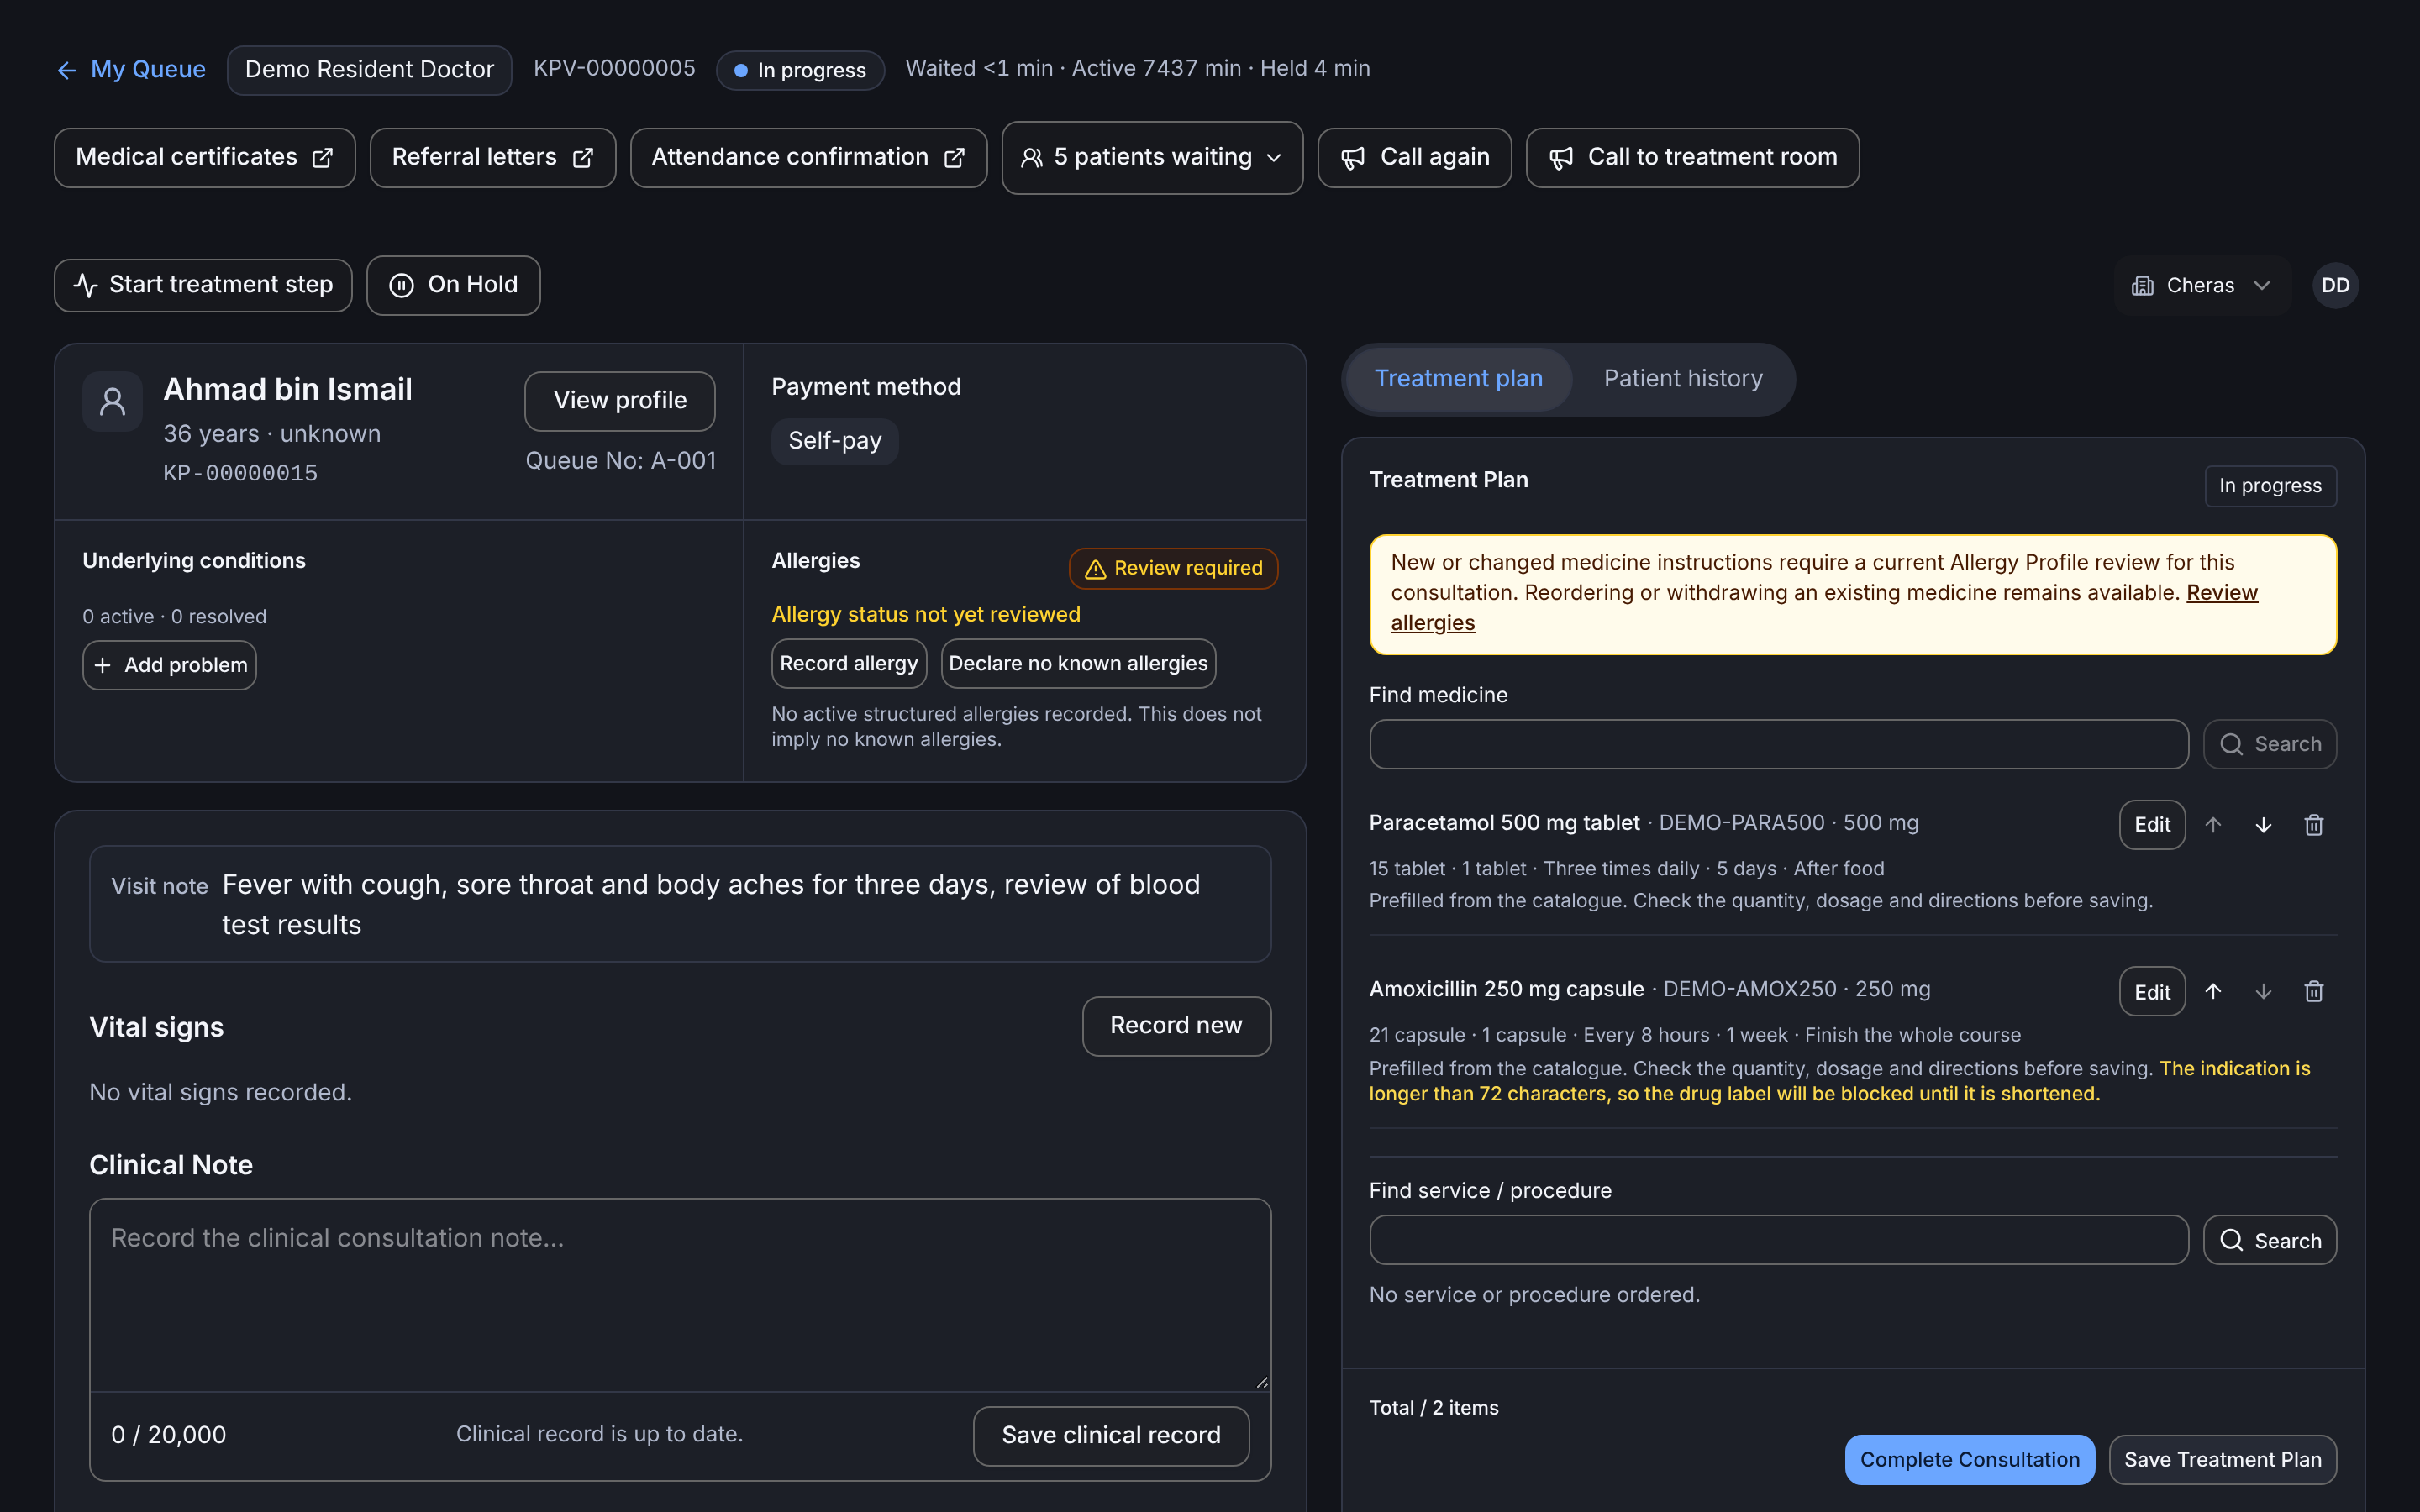 My Queue
Demo Resident Doctor
KPV-00000005
In progress
Waited <1 min · Active 7437 min · Held 4 min
Medical certificates
Referral letters
Attendance confirmation
5 patients waiting
Call again
Call to treatment room
Start treatment step
On Hold
Cheras
DD
Ahmad bin Ismail
36 years · unknown
KP-00000015
View profile
Queue No: A-001
Payment method
Self-pay
Underlying conditions
0 active · 0 resolved
Add problem
Allergies
Review required
Allergy status not yet reviewed
Record allergy
Declare no known allergies
No active structured allergies recorded. This does not
imply no known allergies.
Visit note
Fever with cough, sore throat and body aches for three days, review of blood
test results
Vital signs
Record new
No vital signs recorded.
Clinical Note
Record the clinical consultation note...
0 / 20,000
Clinical record is up to date.
Save clinical record
Treatment plan
Patient history
Treatment Plan
In progress
New or changed medicine instructions require a current Allergy Profile review for this
consultation. Reordering or withdrawing an existing medicine remains available. Review
allergies
Find medicine
Search
Paracetamol 500 mg tablet · DEMO-PARA500 · 500 mg
Edit
15 tablet · 1 tablet · Three times daily · 5 days · After food
Prefilled from the catalogue. Check the quantity, dosage and directions before saving.
Amoxicillin 250 mg capsule · DEMO-AMOX250 · 250 mg
Edit
21 capsule · 1 capsule · Every 8 hours · 1 week · Finish the whole course
Prefilled from the catalogue. Check the quantity, dosage and directions before saving. The indication is
longer than 72 characters, so the drug label will be blocked until it is shortened.
Find service / procedure
Search
No service or procedure ordered.
Total / 2 items
Complete Consultation
Save Treatment Plan